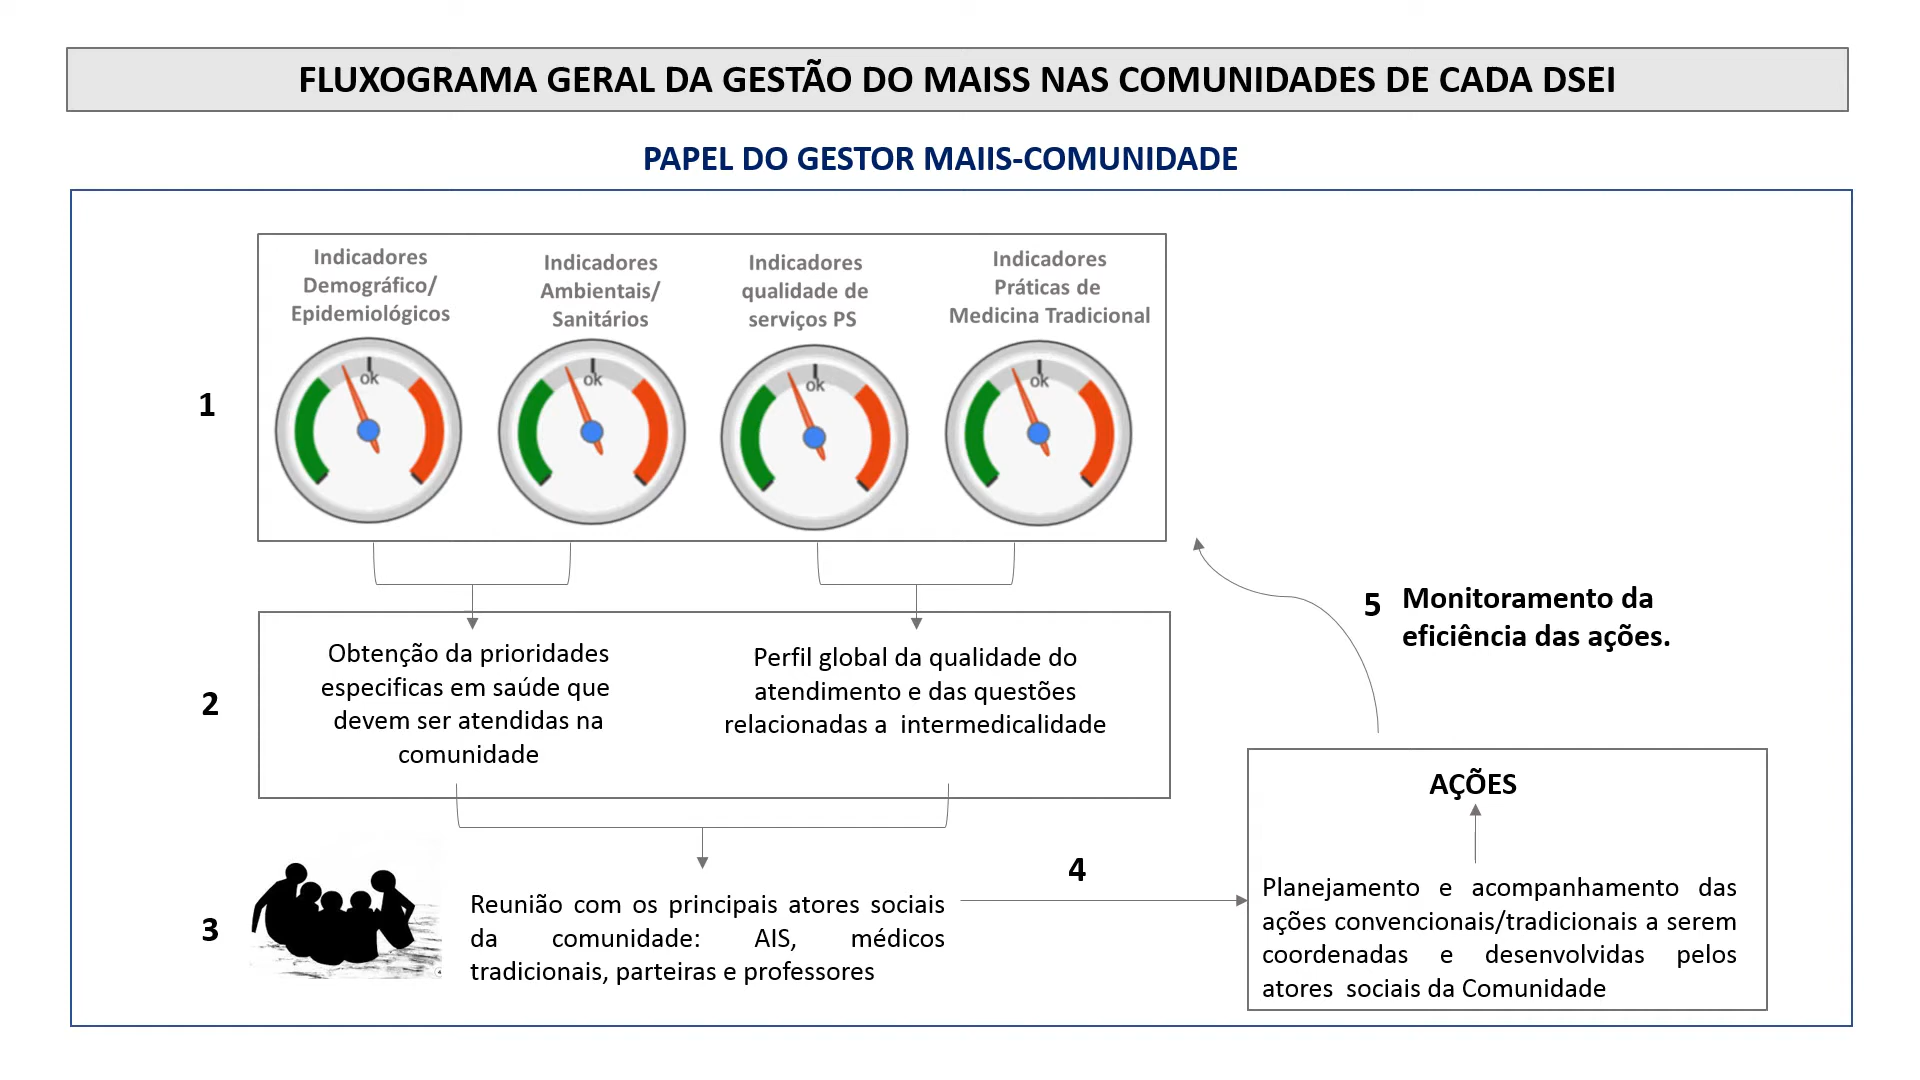 FLUXOGRAMA GERAL DA GESTÃO DO MAISS NAS COMUNIDADES DE CADA DSEI
PAPEL DO GESTOR MAIIS-COMUNIDADE
1
Indicadores
Demográfico/
Epidemiológicos
ok
Indicadores
Ambientais/
Sanitários
ok
Indicadores
qualidade de
serviços PS
ok
Indicadores
Práticas de
Medicina Tradicional
ok
2
Obtenção da prioridades
especificas em saúde que
devem ser atendidas na
comunidade
Perfil global da qualidade do
atendimento e das questões
relacionadas a intermedicalidade
3
Reunião com os principais atores sociais
da comunidade: AIS, médicos
tradicionais, parteiras e professores
4
AÇÕES
Planejamento e acompanhamento das
ações convencionais/tradicionais a serem
coordenadas e desenvolvidas pelos
atores sociais da Comunidade
5
Monitoramento da
eficiência das ações.